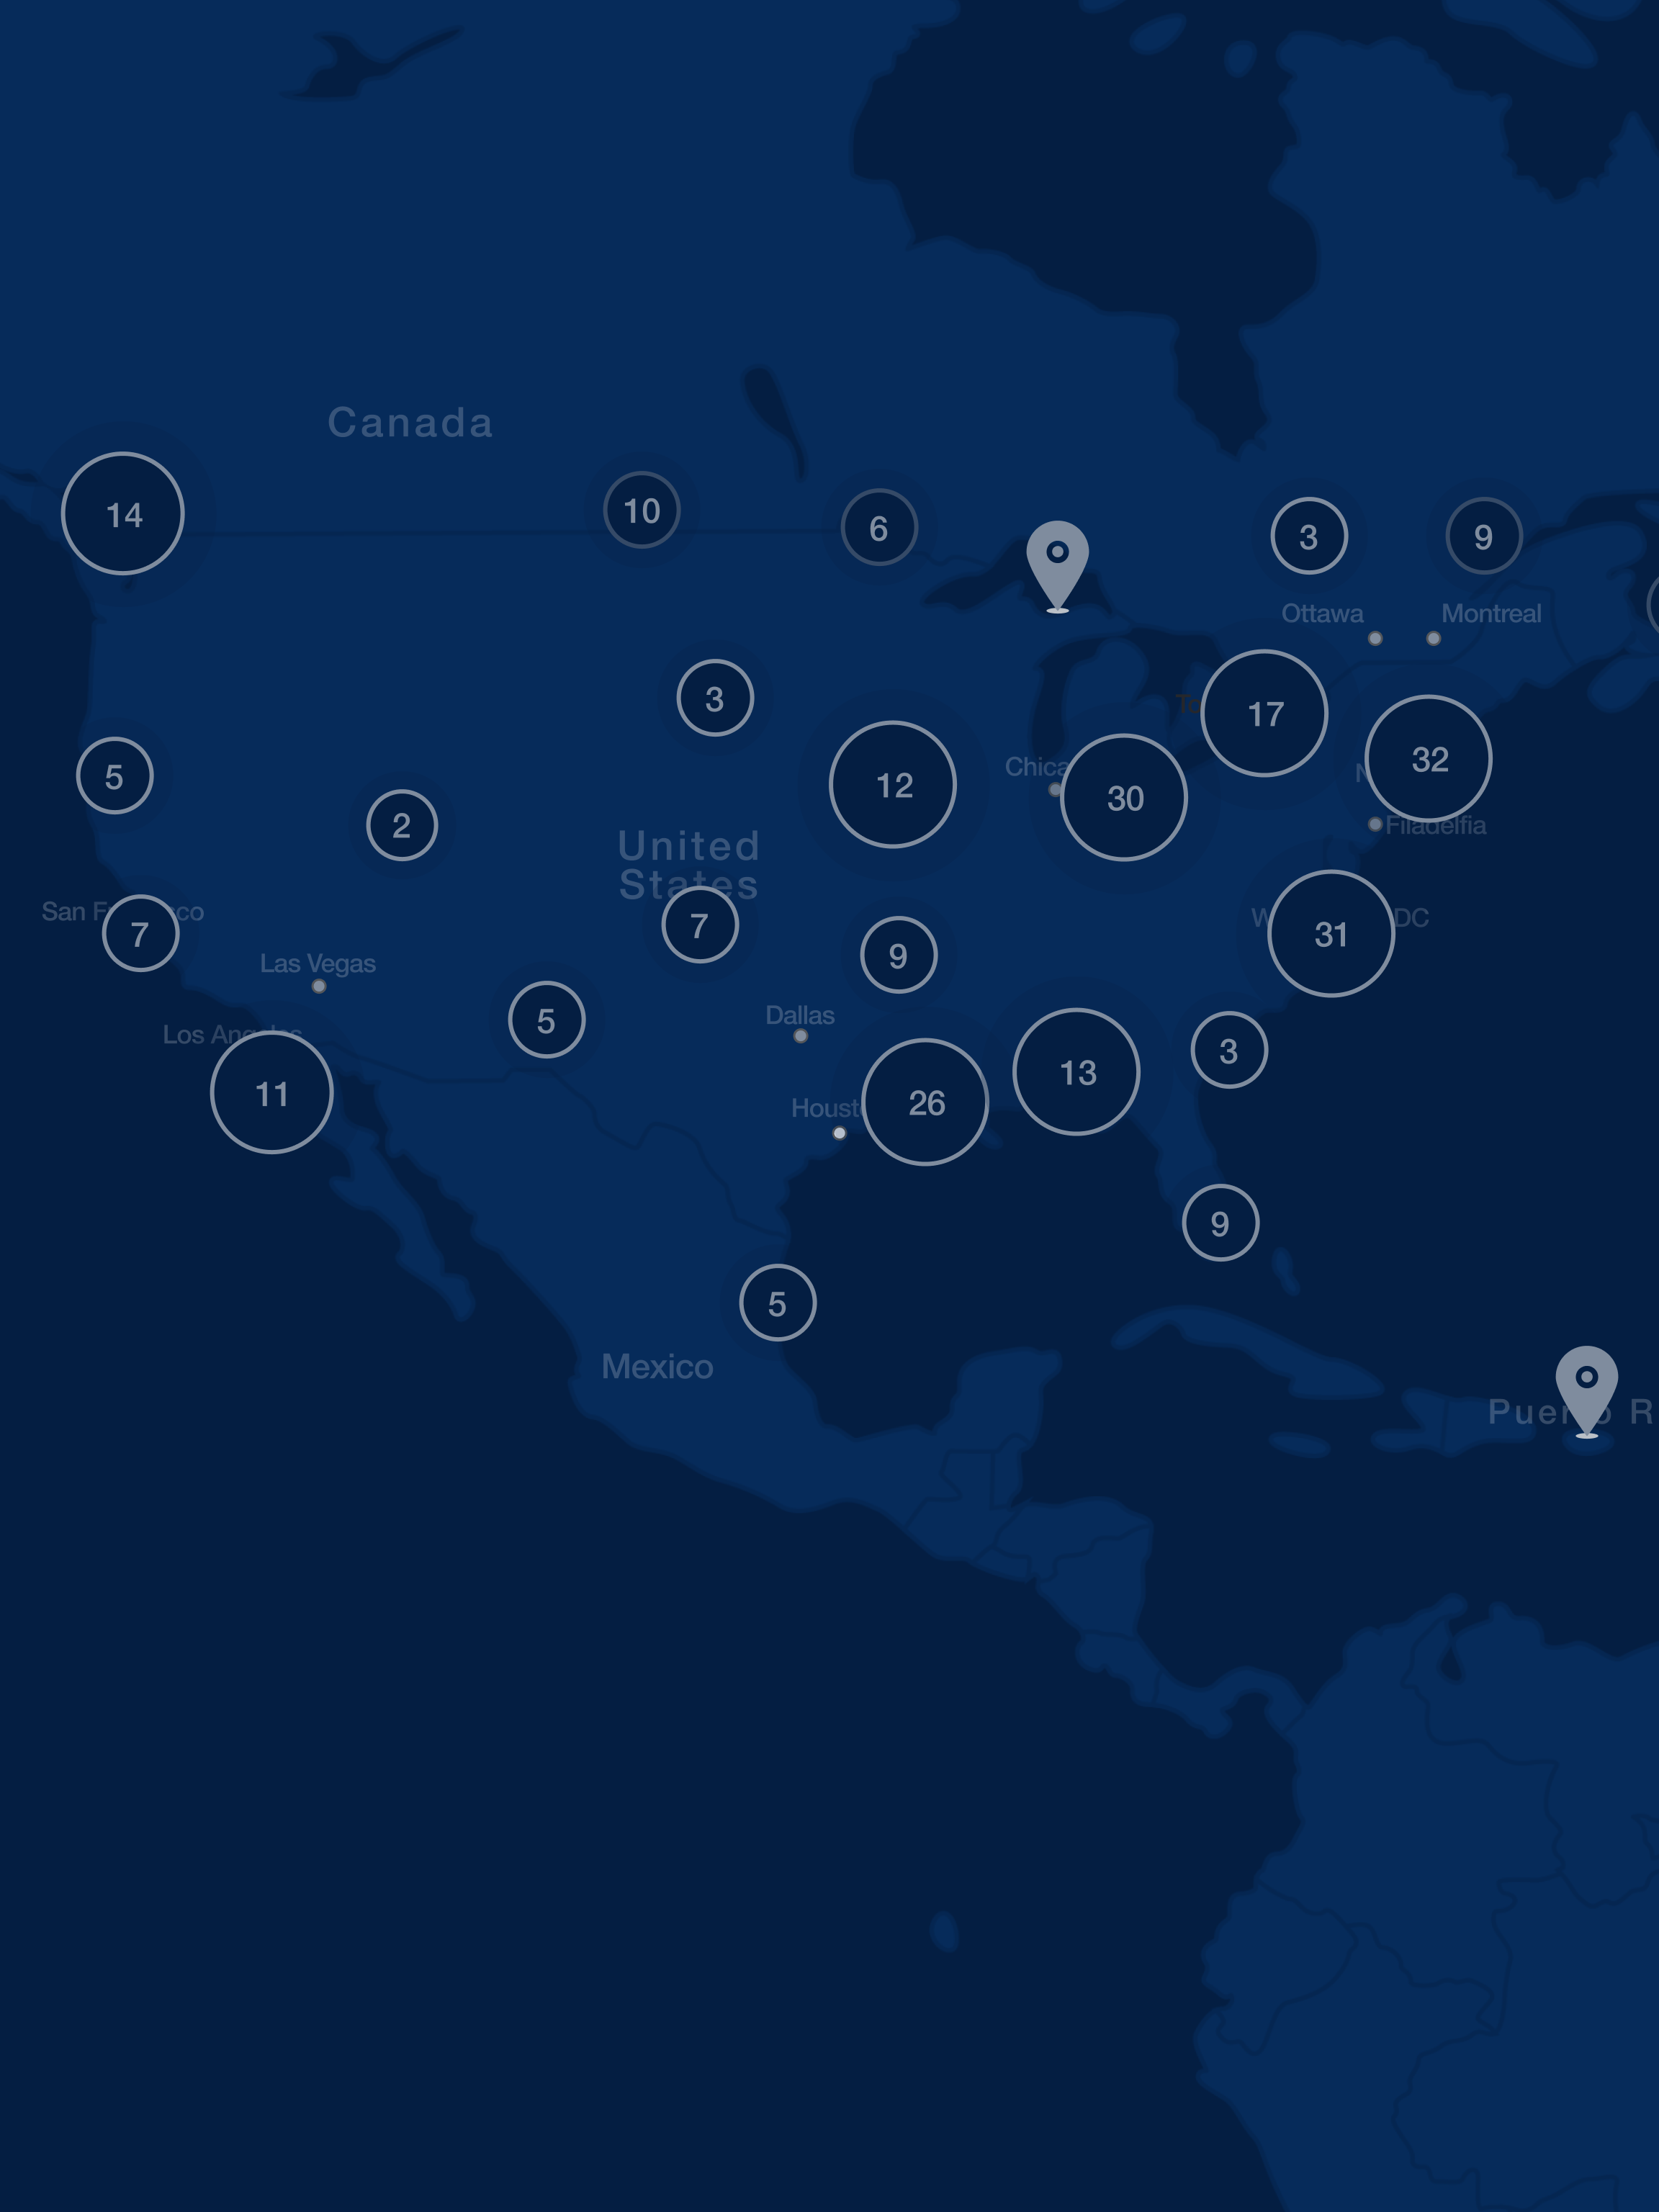 Canada
14
10
6
3
9
Ottawa
Montreal
3
17
32
5
12
Chica
30
2
Filadelfia
United
States
7
San F
co
7
9
31
DC
Las Vegas
5
Dallas
3
Los Angeles
11
13
26
Houst
9
5
Mexico
Puerto R